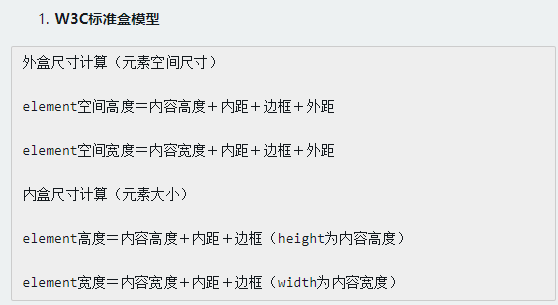 1. W3C标准盒模型
外盒尺寸计算（元素空间尺寸）
element空间高度＝内容高度＋内距＋边框＋外距
element空间宽度＝内容宽度＋内距＋边框＋外距
内盒尺寸计算（元素大小）
element高度＝内容高度＋内距＋边框（height为内容高度）
element宽度＝内容宽度＋内距＋边框（width为内容宽度）